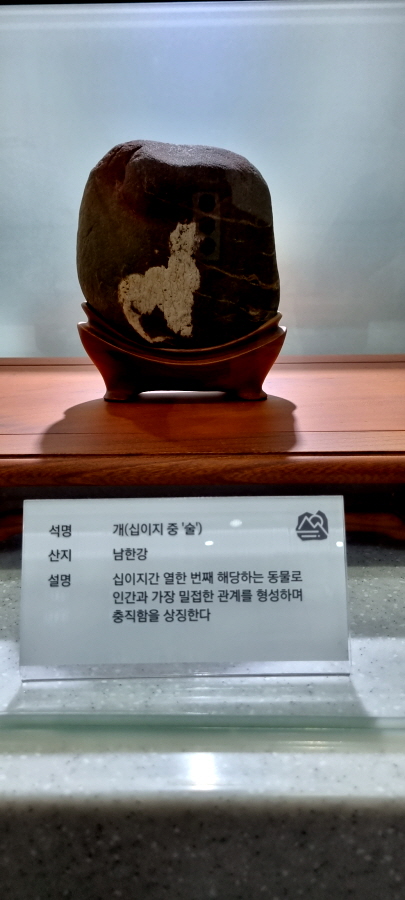 석명 개(십이지 중 '술')
산지 남한강
설명 십이지간 열한 번째 해당하는 동물로
인간과 가장 밀접한 관계를 형성하며
충직함을 상징한다